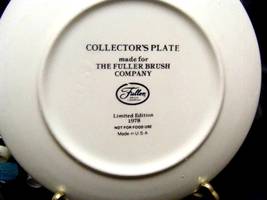 COLLECTOR'S PLATE
made for
THE FULLER BRUSH
COMPANY
Fuller
Limited Edition
1978
NOT FOR FOOD USE
Made in U.S.A